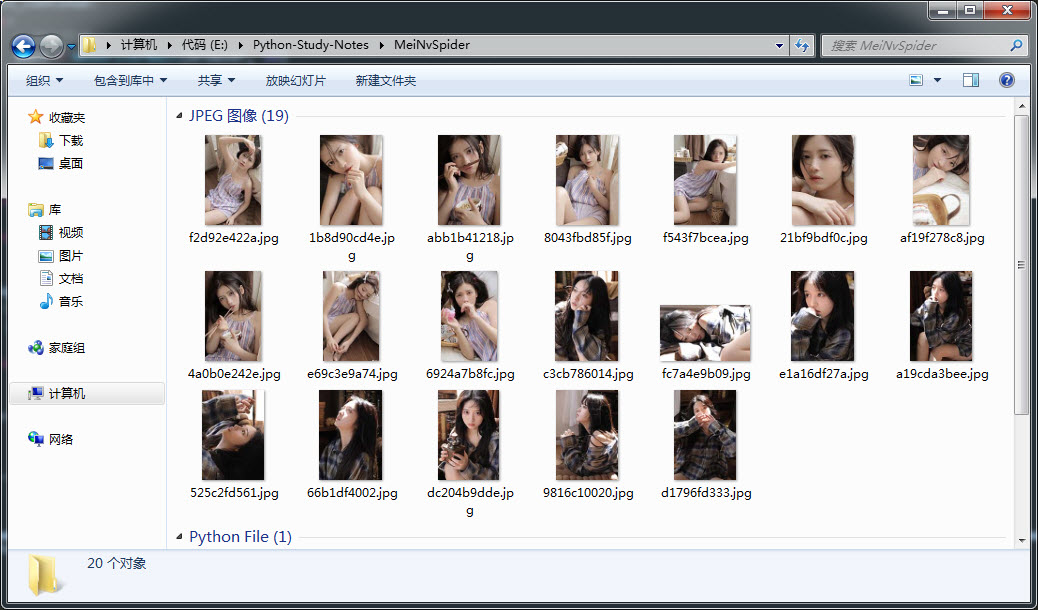 计算机 代码 (E:) Python-Study-Notes MeiNvSpider
搜索 MeiNvSpider
组织 包含到库中 共享 放映幻灯片 新建文件夹
收藏夹
下载
桌面
库
视频
图片
文档
音乐
家庭组
计算机
网络
JPEG 图像 (19)
f2d92e422a.jpg 1b8d90cd4e.jp abb1b41218.jp 8043fbd85f.jpg f543f7bcea.jpg 21bf9bdf0c.jpg af19f278c8.jpg
g g
4a0b0e242e.jpg e69c3e9a74.jpg 6924a7b8fc.jpg c3cb786014.jpg fc7a4e9b09.jpg e1a16df27a.jpg a19cda3bee.jpg
525c2fd561.jpg 66b1df4002.jpg dc204b9dde.jp 9816c10020.jpg d1796fd333.jpg
g
Python File (1)
20 个对象